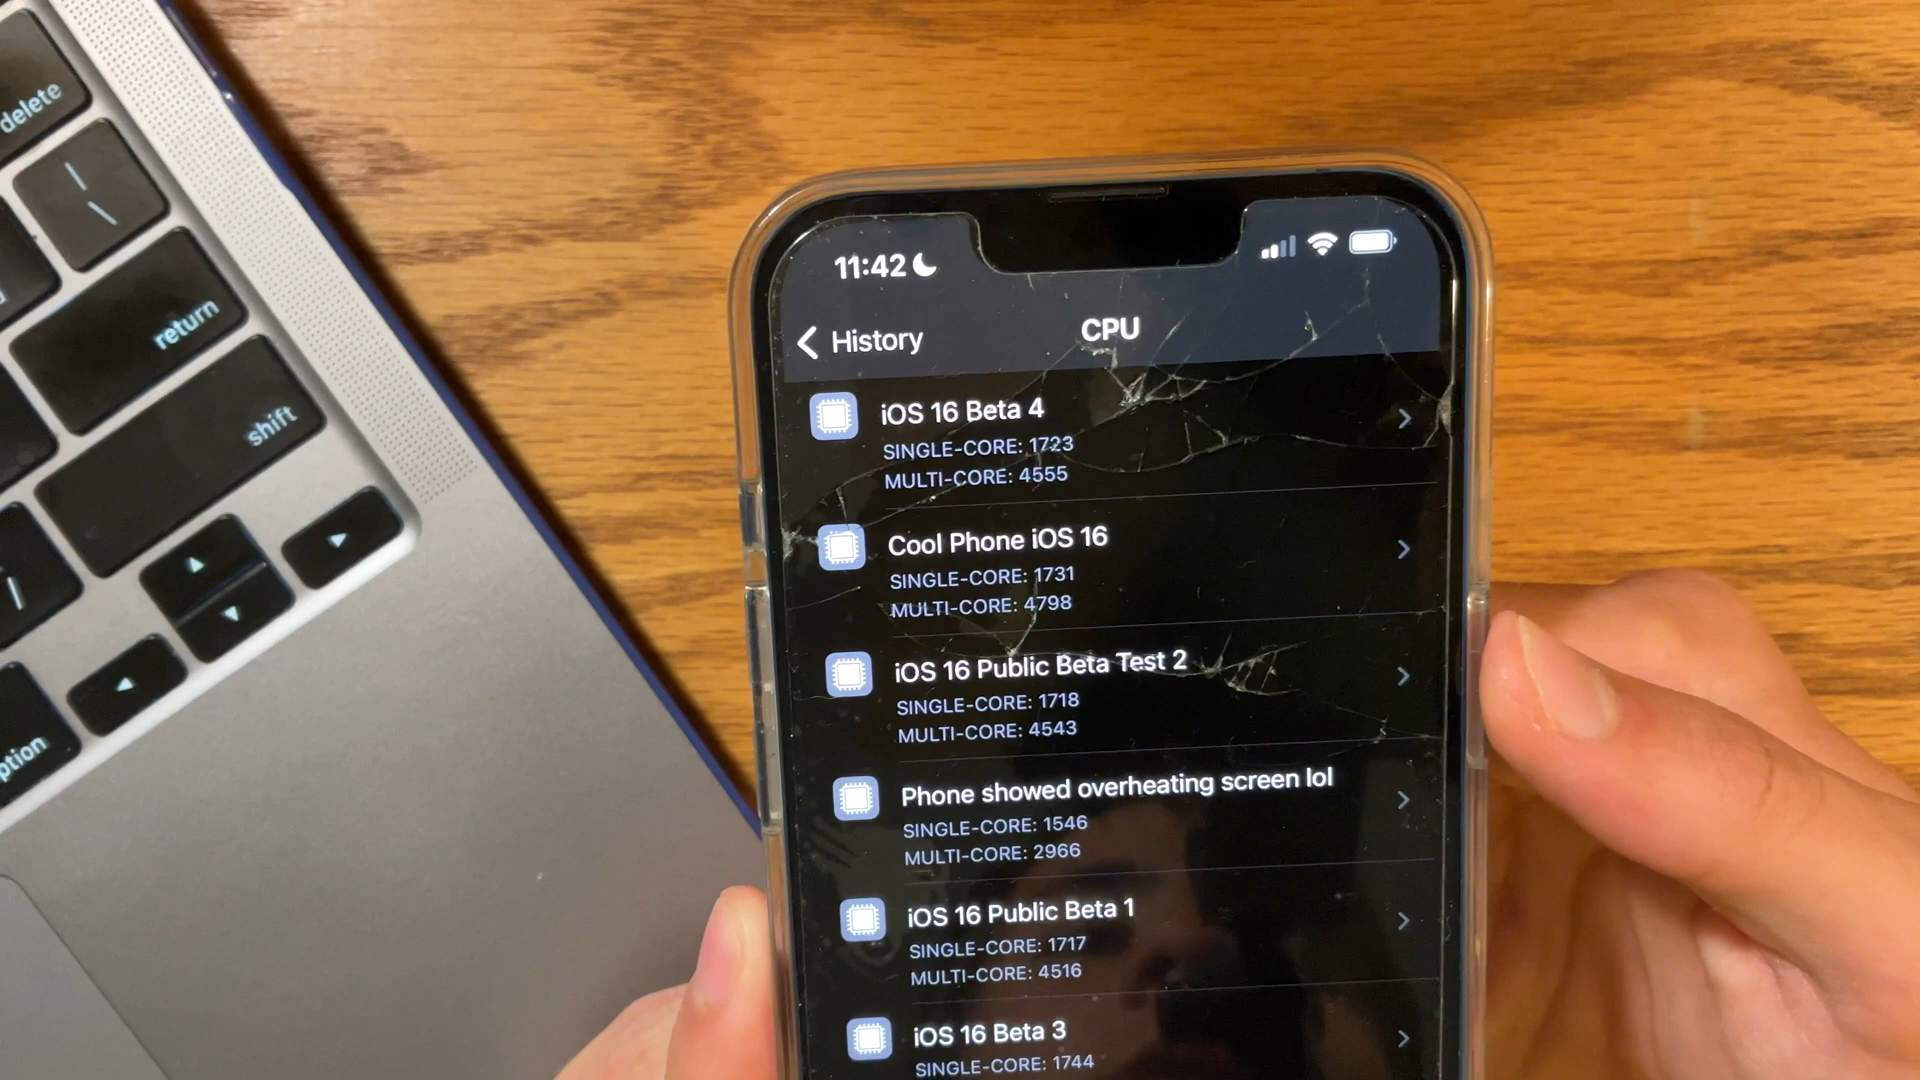 delete
|
\
return
shift
/
ption
11:42
History
CPU
iOS 16 Beta 4
SINGLE-CORE: 1723
MULTI-CORE: 4555
Cool Phone iOS 16
SINGLE-CORE: 1731
MULTI-CORE: 4798
iOS 16 Public Beta Test 2
SINGLE-CORE: 1718
MULTI-CORE: 4543
Phone showed overheating screen lol
SINGLE-CORE: 1546
MULTI-CORE: 2966
iOS 16 Public Beta 1
SINGLE-CORE: 1717
MULTI-CORE: 4516
iOS 16 Beta 3
SINGLE-CORE: 1744